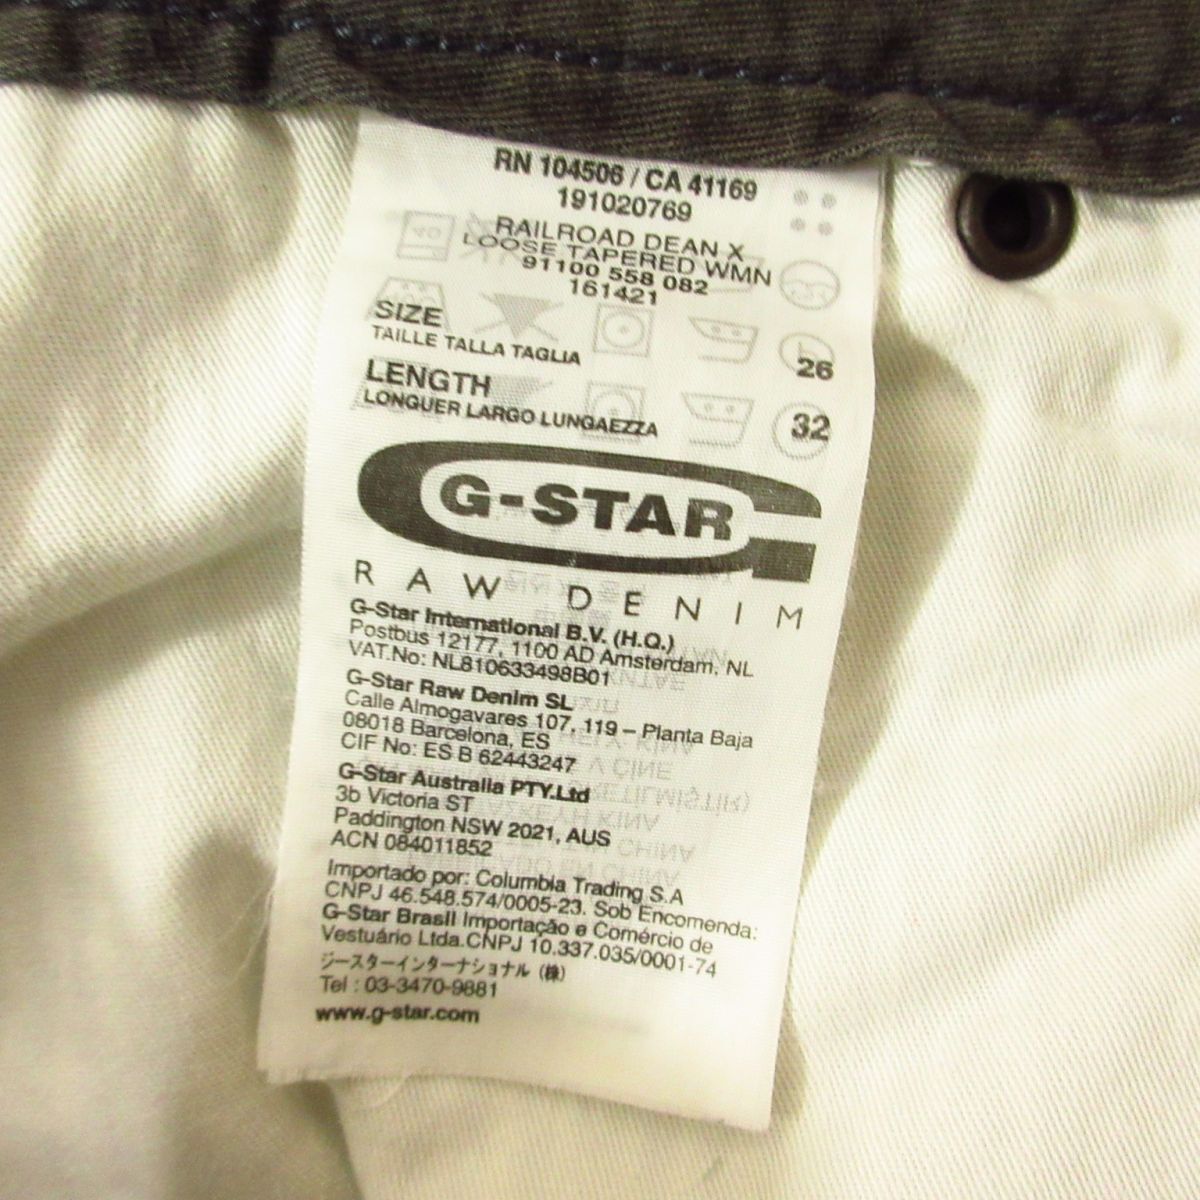 RN 104506 / CA 41169
191020769
RAILROAD DEAN X
LOOSE TAPERED WMN
91100 558 082
161421
SIZE 26
TAILLE TALLA TAGLIA
LENGTH 32
LONGUER LARGO LUNGAEZZA
G-STAR
RAW DENIM
G-Star International B.V. (H.Q.)
Postbus 12177, 1100 AD Amsterdam, NL
VAT.No: NL810633498B01
G-Star Raw Denim SL
Calle Almogavares 107, 119 – Planta Baja
08018 Barcelona, ES
CIF No: ES B 62443247
G-Star Australia PTY.Ltd
3b Victoria ST
Paddington NSW 2021, AUS
ACN 084011852
Importado por: Columbia Trading S.A
CNPJ 46.548.574/0005-23. Sob Encomenda:
G-Star Brasil Importação e Comércio de
Vestuário Ltda.CNPJ 10.337.035/0001-74
ジースターインターナショナル (株)
Tel : 03-3470-9881
www.g-star.com